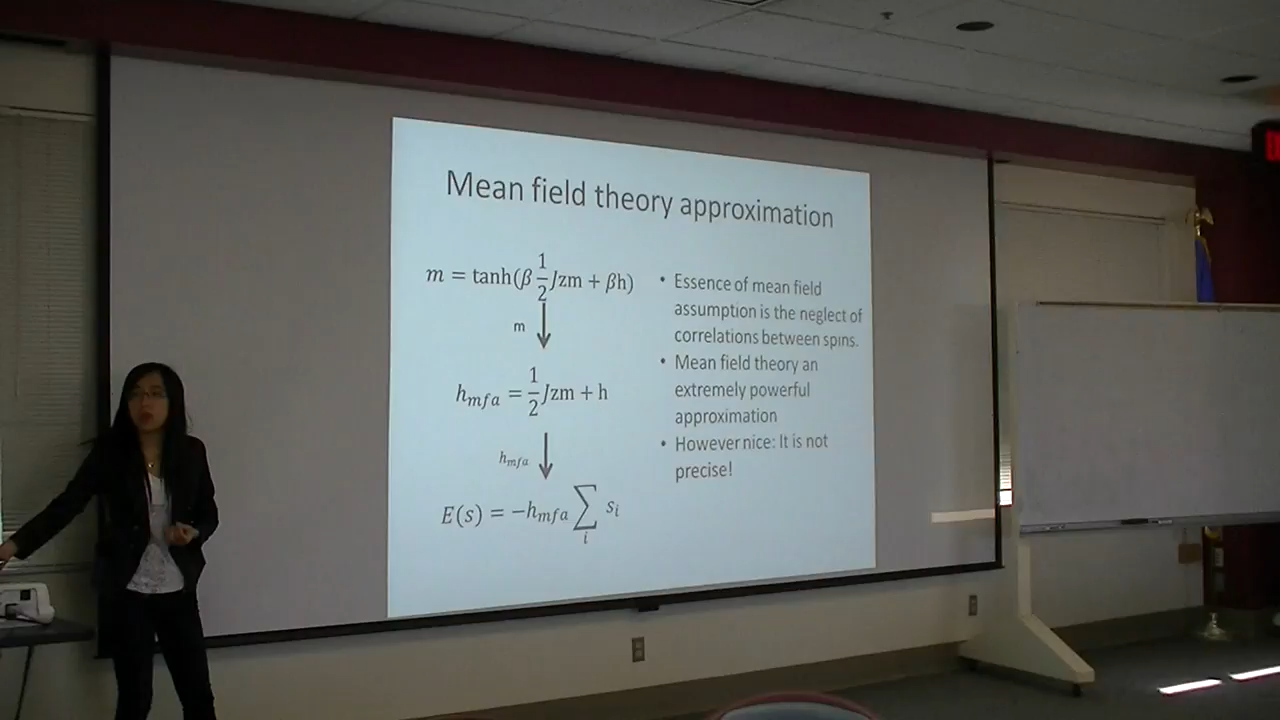 Mean field theory approximation
m = tanh(β 1/2 Jzm + βh)
m
h_mfa = 1/2 Jzm + h
h_mfa
E(s) = −h_mfa ∑_i s_i
• Essence of mean field
assumption is the neglect of
correlations between spins.
• Mean field theory an
extremely powerful
approximation
• However nice: It is not
precise!